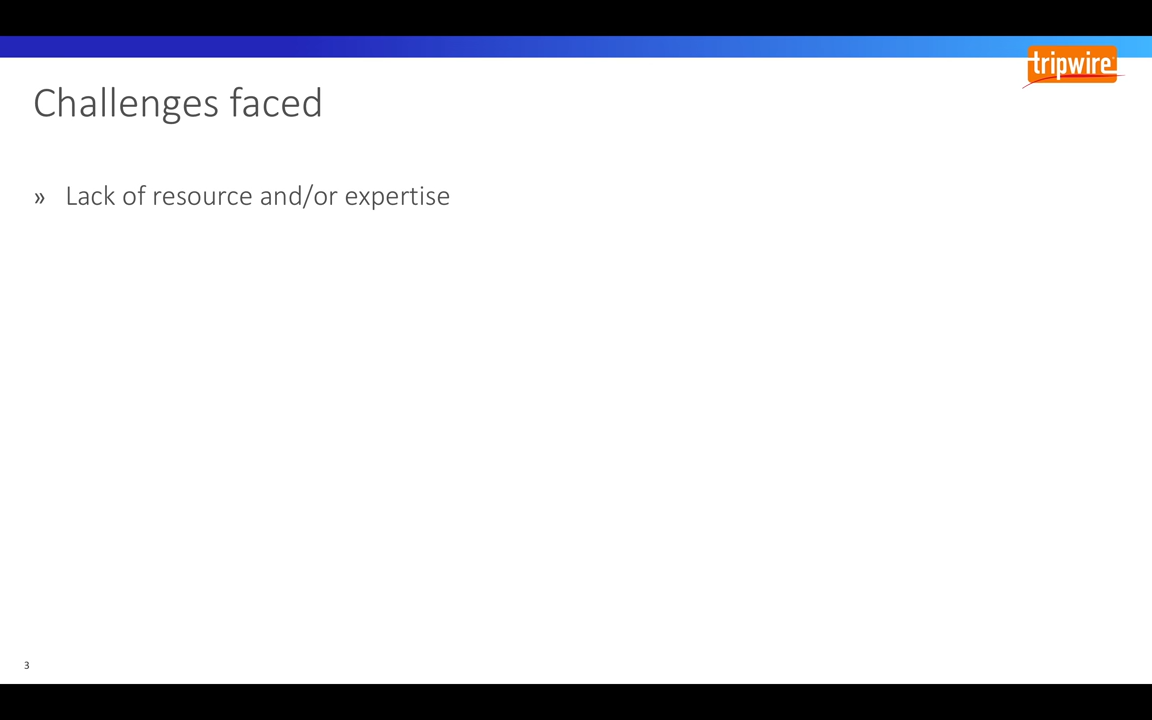 tripwire
Challenges faced
» Lack of resource and/or expertise
3